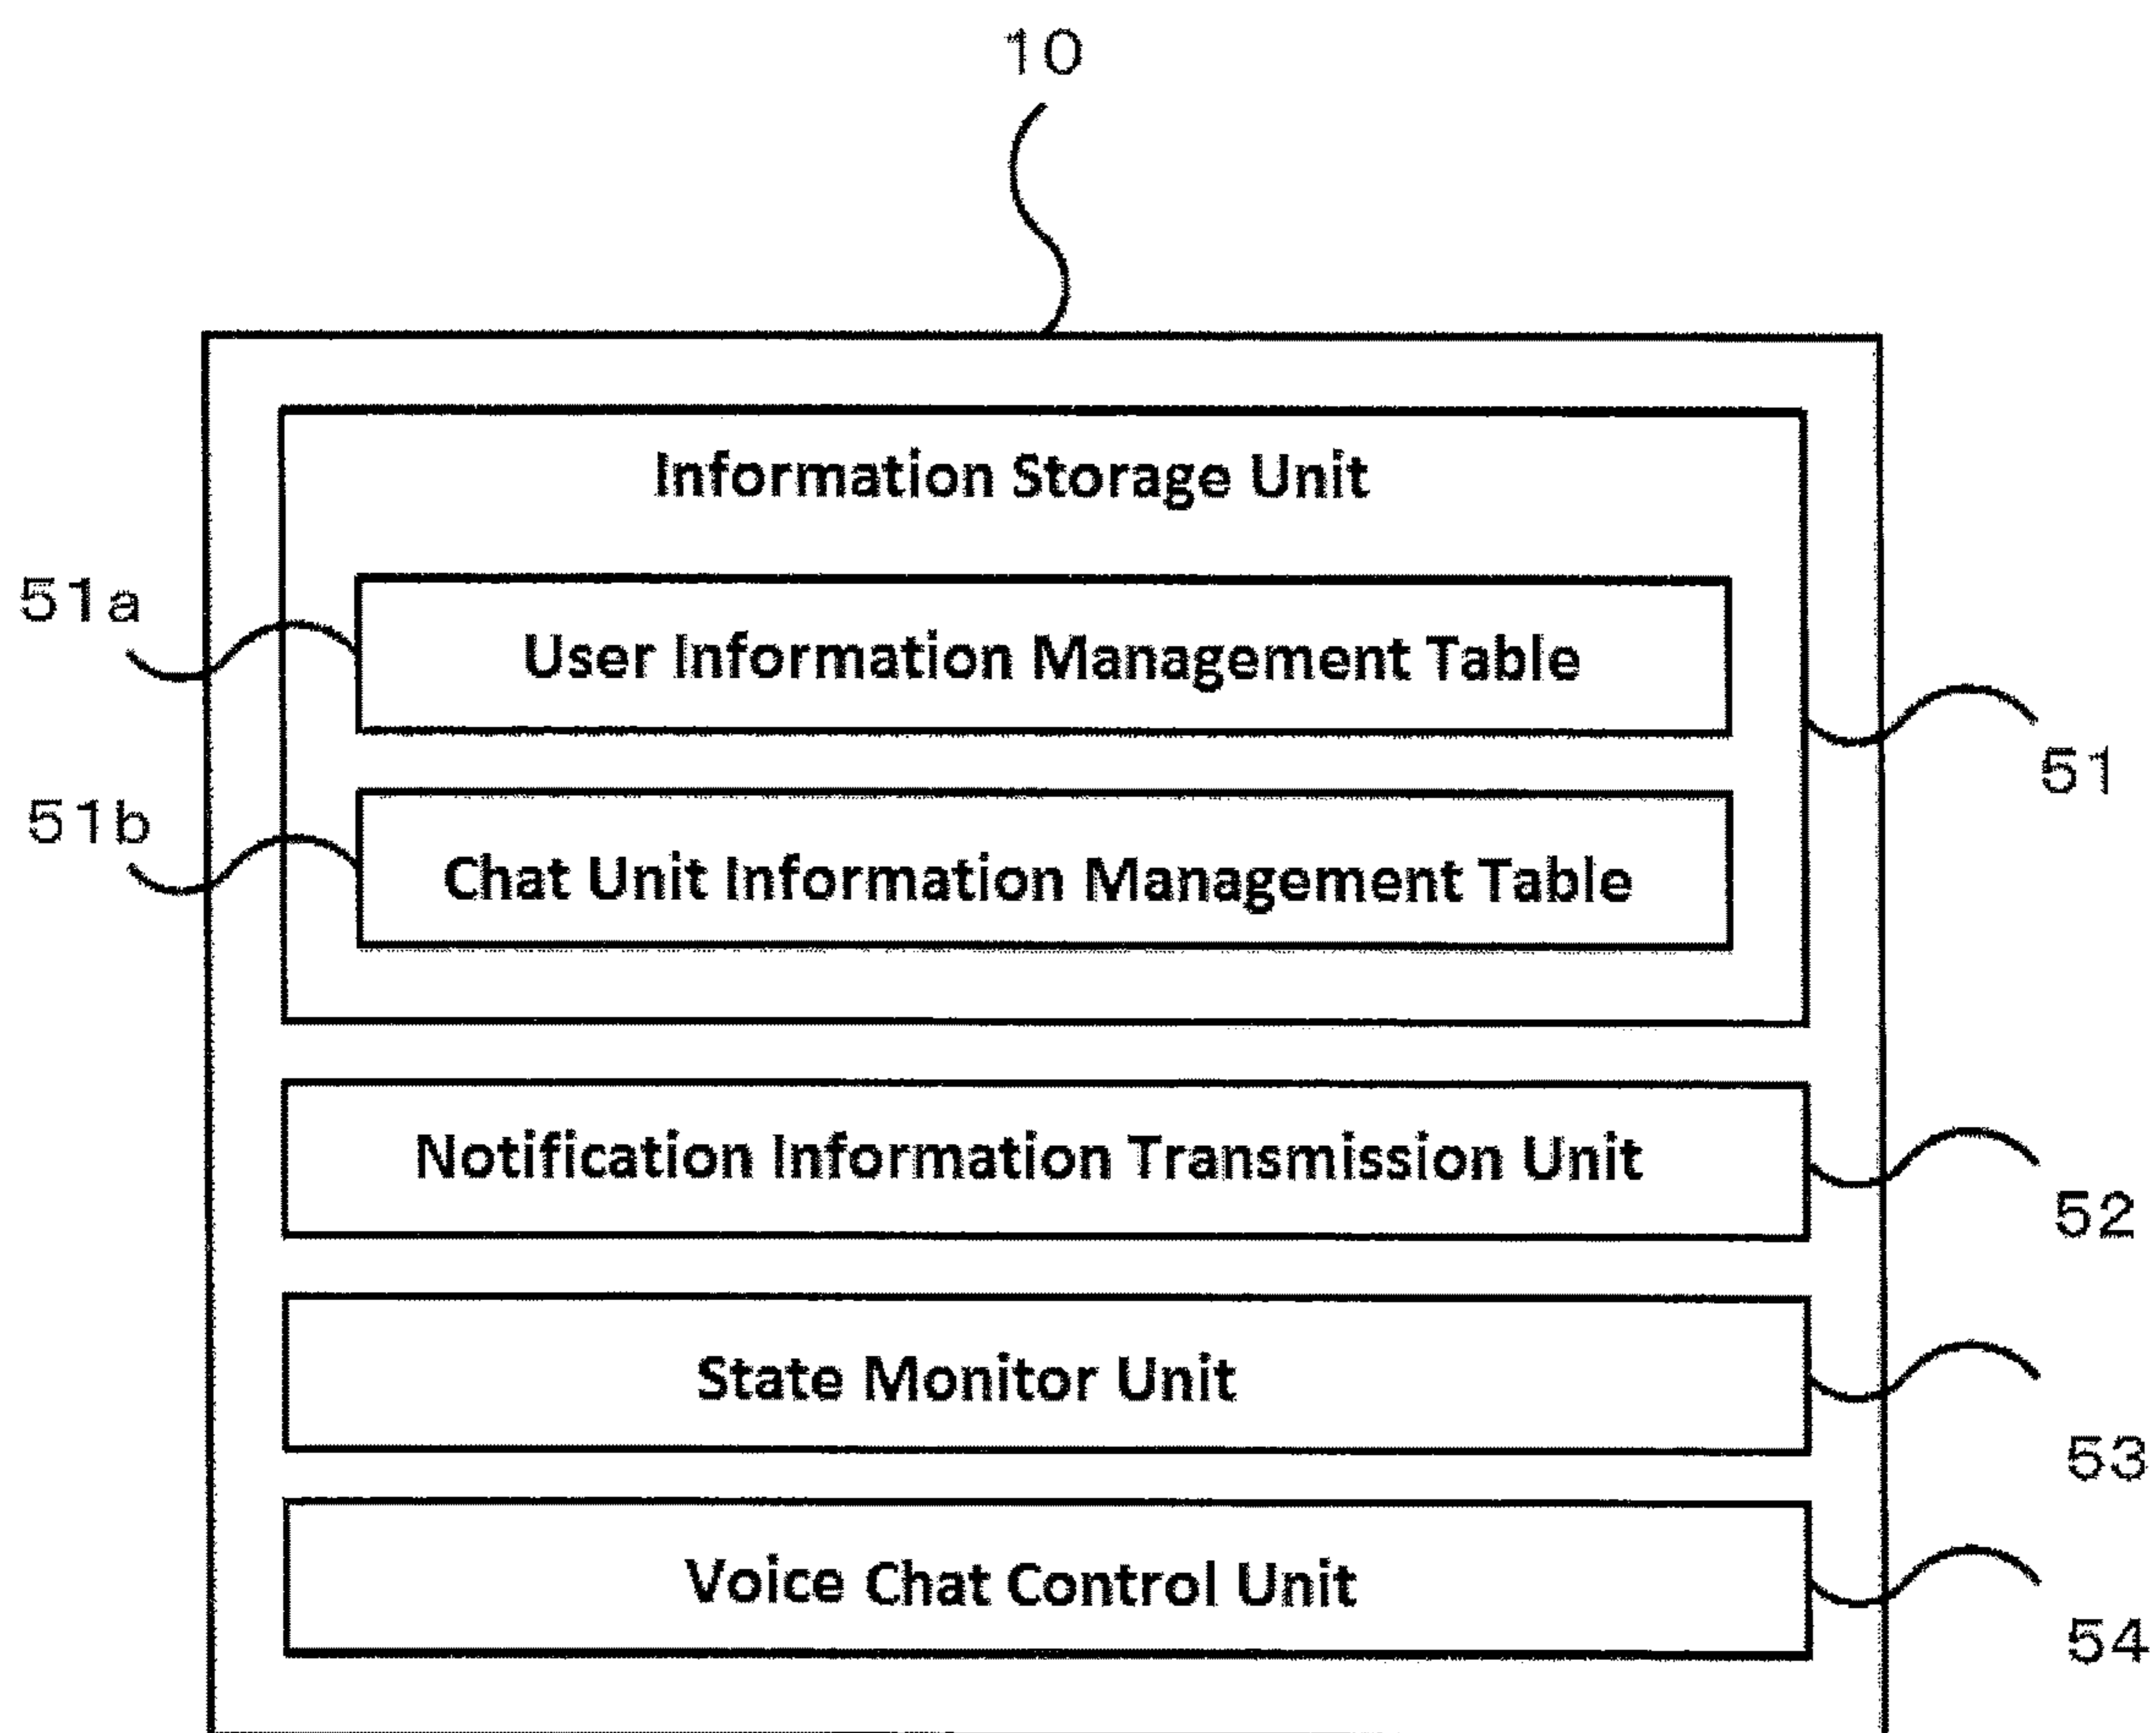 10
Information Storage Unit
51a
User Information Management Table
51
51b
Chat Unit Information Management Table
Notification Information Transmission Unit
52
State Monitor Unit
53
Voice Chat Control Unit
54